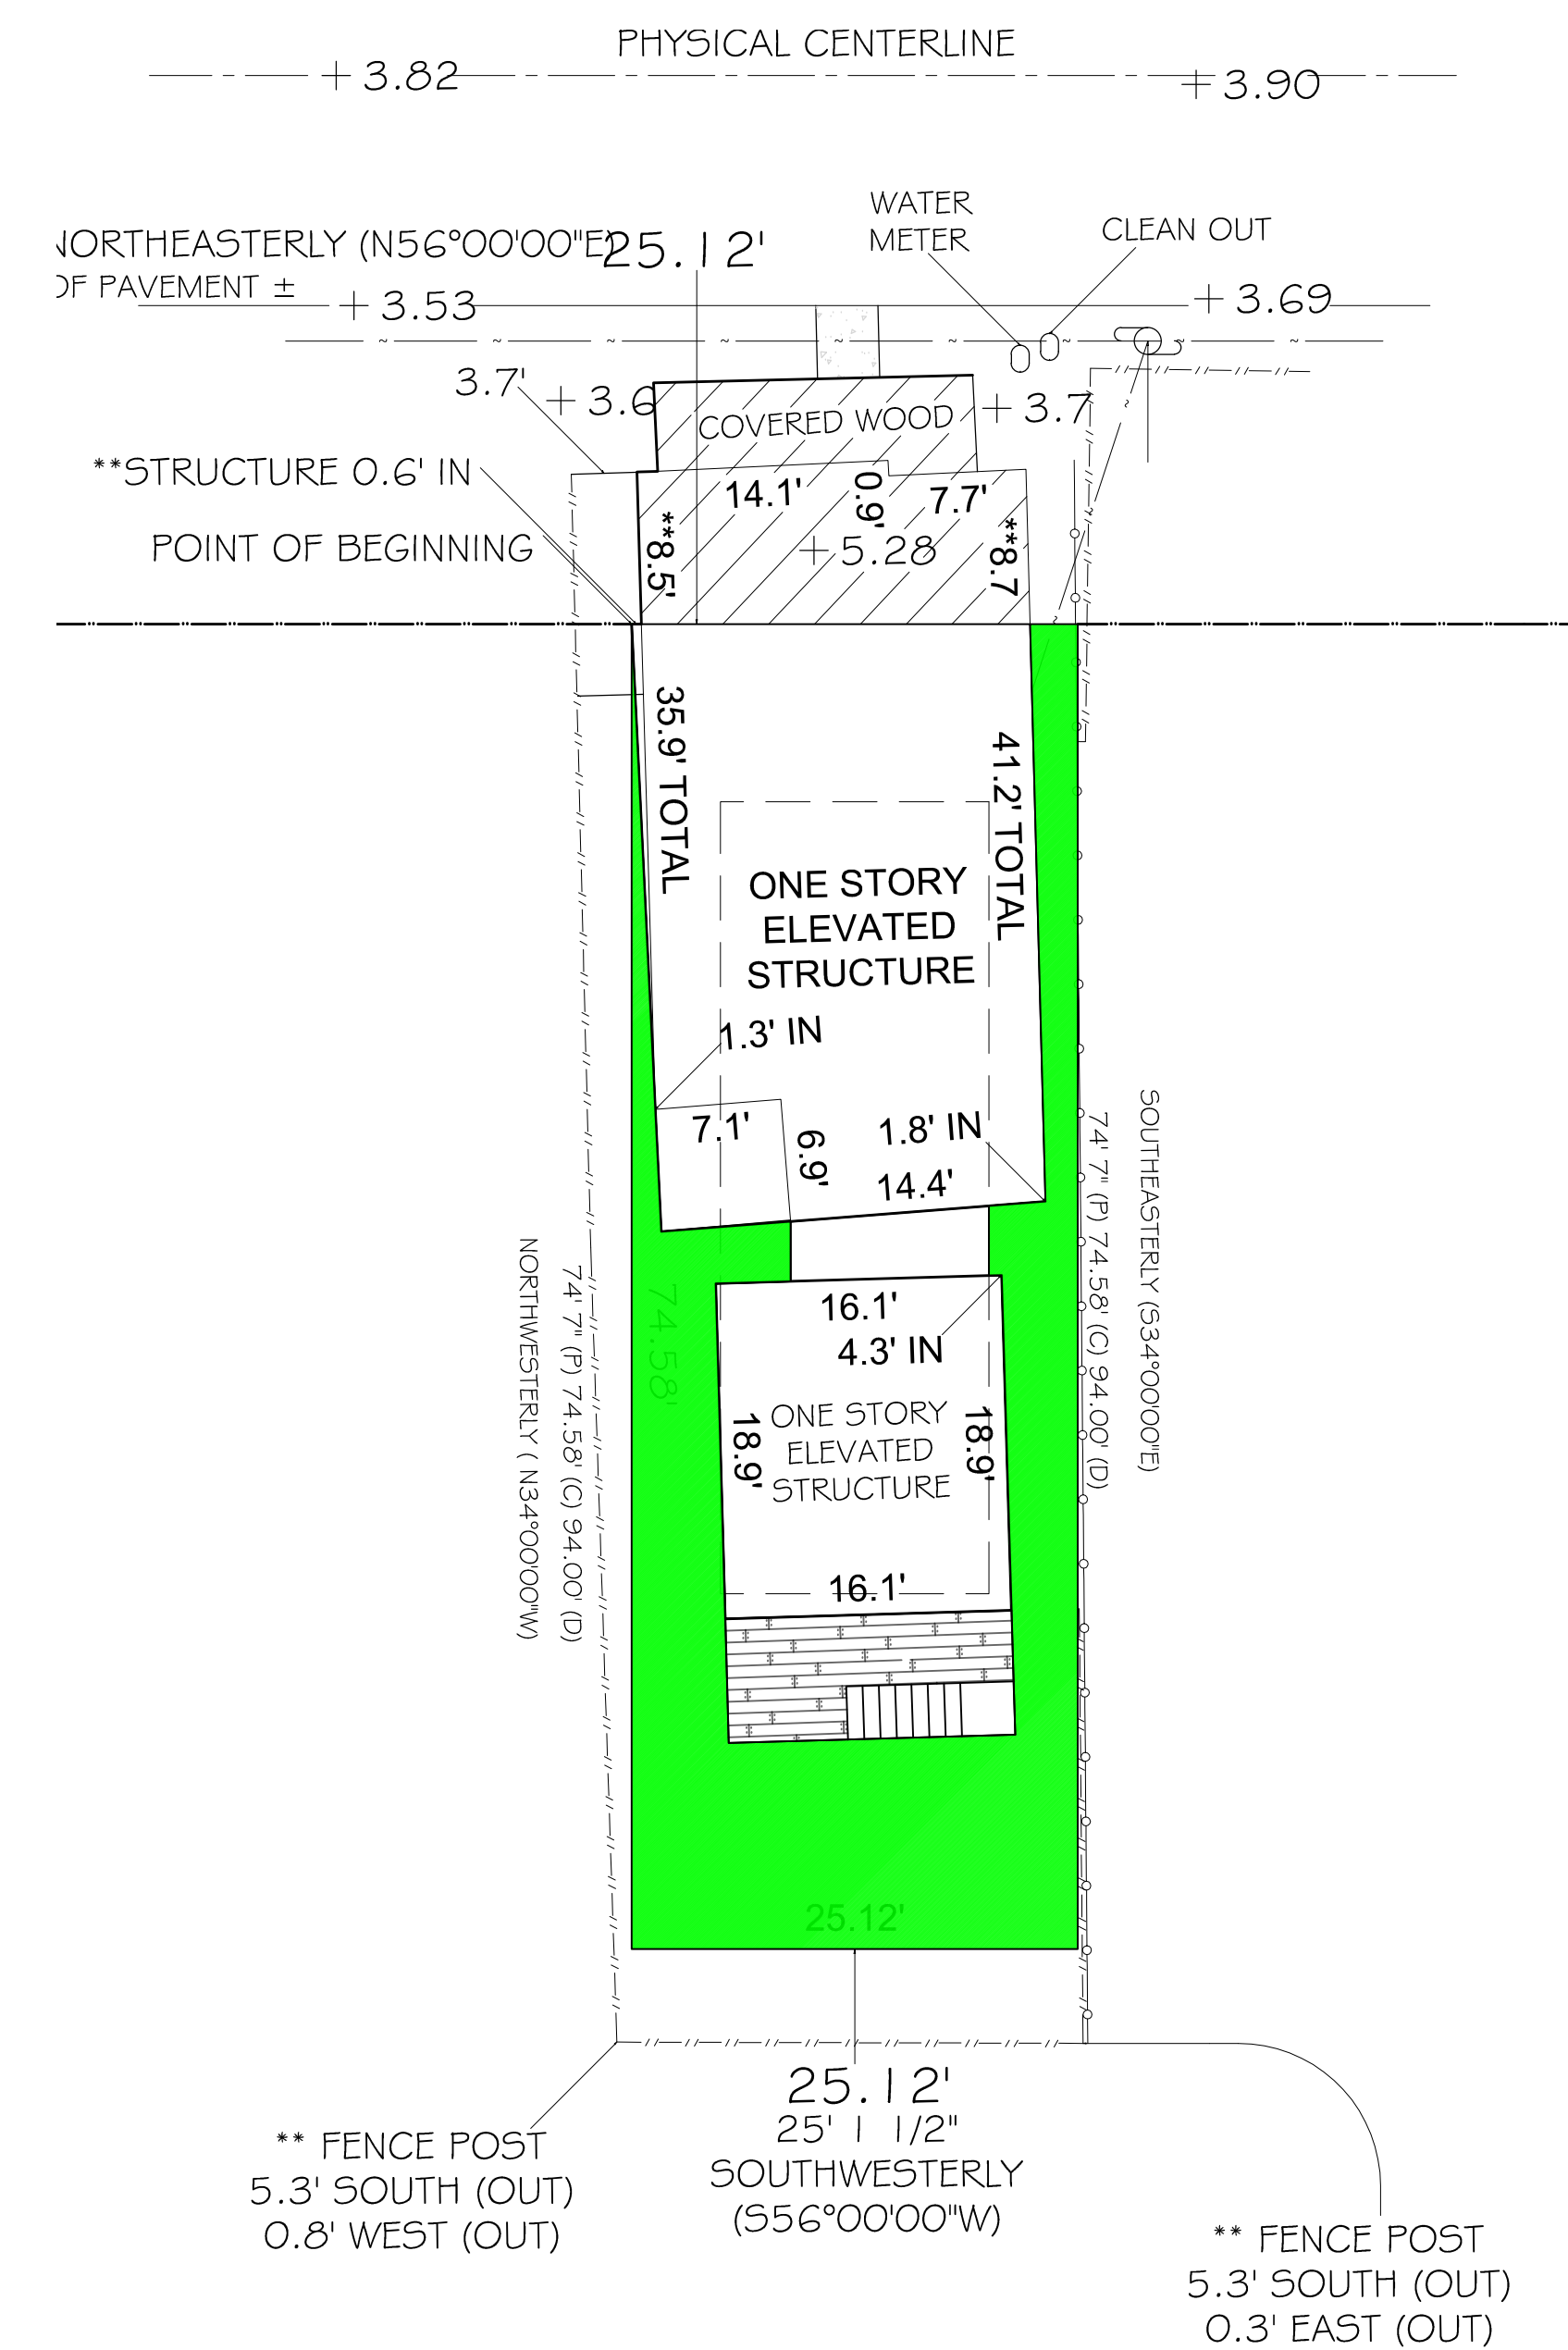 PHYSICAL CENTERLINE
+ 3.82
+ 3.90
WATER
METER
CLEAN OUT
NORTHEASTERLY (N56°00'00"E)
25.12'
OF PAVEMENT ±
+ 3.53
+ 3.69
3.7'
+ 3.6
COVERED WOOD
+ 3.7
**STRUCTURE 0.6' IN
14.1'
0.9'
7.7'
POINT OF BEGINNING
**8.5'
+ 5.28
**8.7
35.9' TOTAL
41.2' TOTAL
ONE STORY
ELEVATED
STRUCTURE
1.3' IN
7.1'
6.9'
1.8' IN
14.4'
NORTHWESTERLY ( N34°00'00"W)
74' 7" (P) 74.58' (C) 94.00' (D)
74.58'
SOUTHEASTERLY (S34°00'00"E)
74' 7" (P) 74.58' (C) 94.00' (D)
16.1'
4.3' IN
18.9'
ONE STORY
ELEVATED
STRUCTURE
18.9'
16.1'
25.12'
25.12'
25' 1 1/2"
SOUTHWESTERLY
(S56°00'00"W)
** FENCE POST
5.3' SOUTH (OUT)
0.8' WEST (OUT)
** FENCE POST
5.3' SOUTH (OUT)
0.3' EAST (OUT)